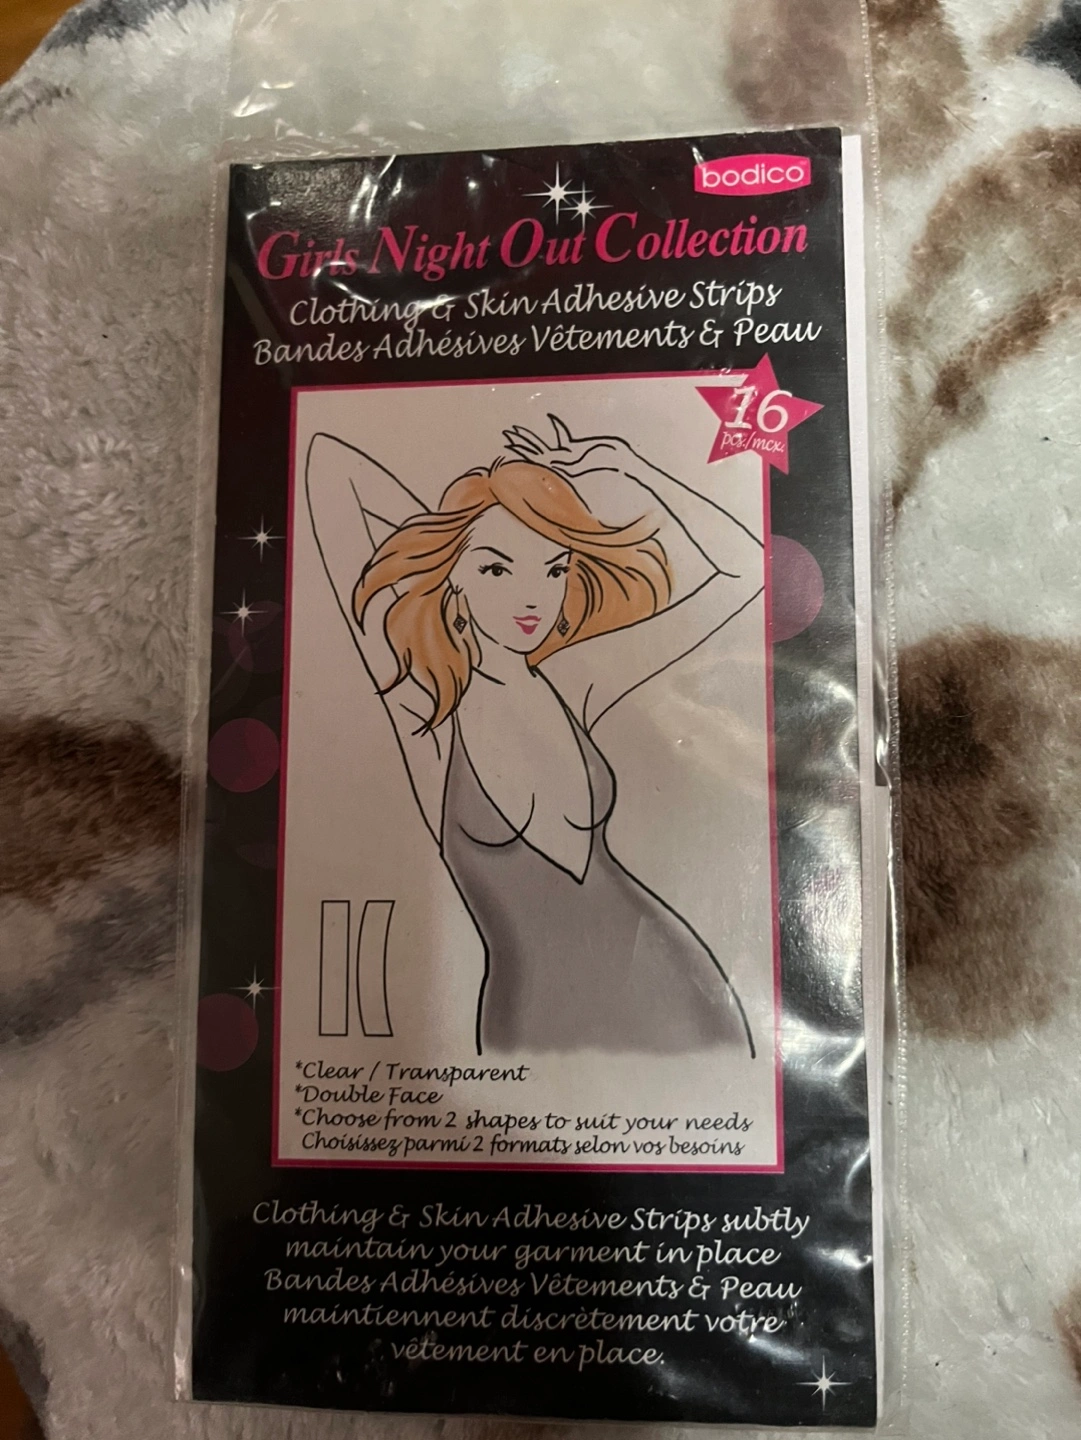 bodico
Girls Night Out Collection
Clothing & Skin Adhesive Strips
Bandes Adhésives Vêtements & Peau
16
pcs./mcx.
*Clear / Transparent
*Double Face
*Choose from 2 shapes to suit your needs
Choisissez parmi 2 formats selon vos besoins
Clothing & Skin Adhesive Strips subtly
maintain your garment in place
Bandes Adhésives Vêtements & Peau
maintiennent discrètement votre
vêtement en place.